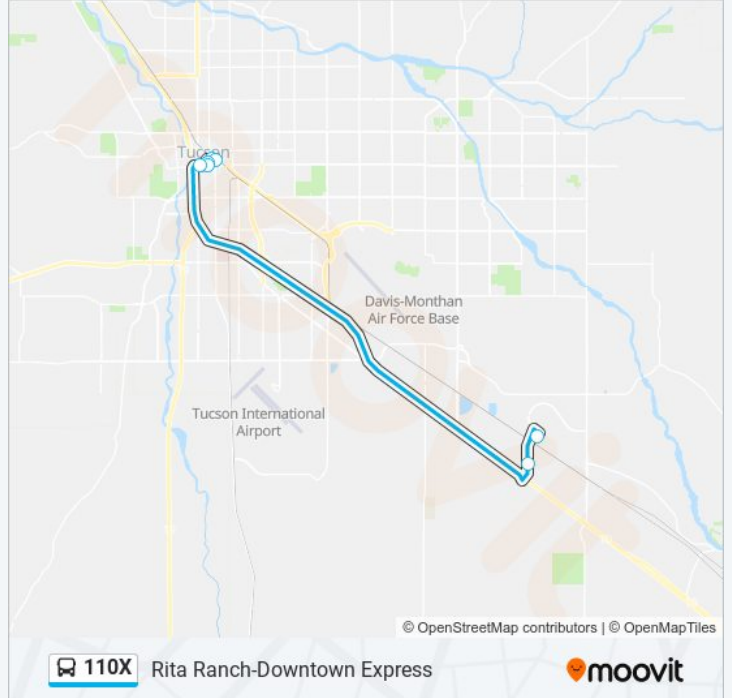 Tucson
Davis-Monthan
Air Force Base
Tucson International
Airport
© OpenStreetMap contributors | © OpenMapTiles
110X Rita Ranch-Downtown Express
moovit